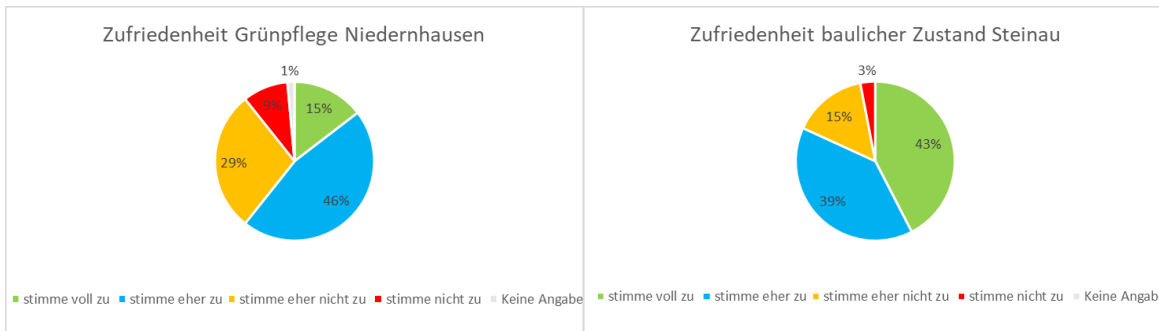 Zufriedenheit Grünpflege Niedernhausen
1%
9%
15%
29%
46%
stimme voll zu stimme eher zu stimme eher nicht zu stimme nicht zu Keine Angabe
Zufriedenheit baulicher Zustand Steinau
3%
15%
43%
39%
stimme voll zu stimme eher zu stimme eher nicht zu stimme nicht zu Keine Angab